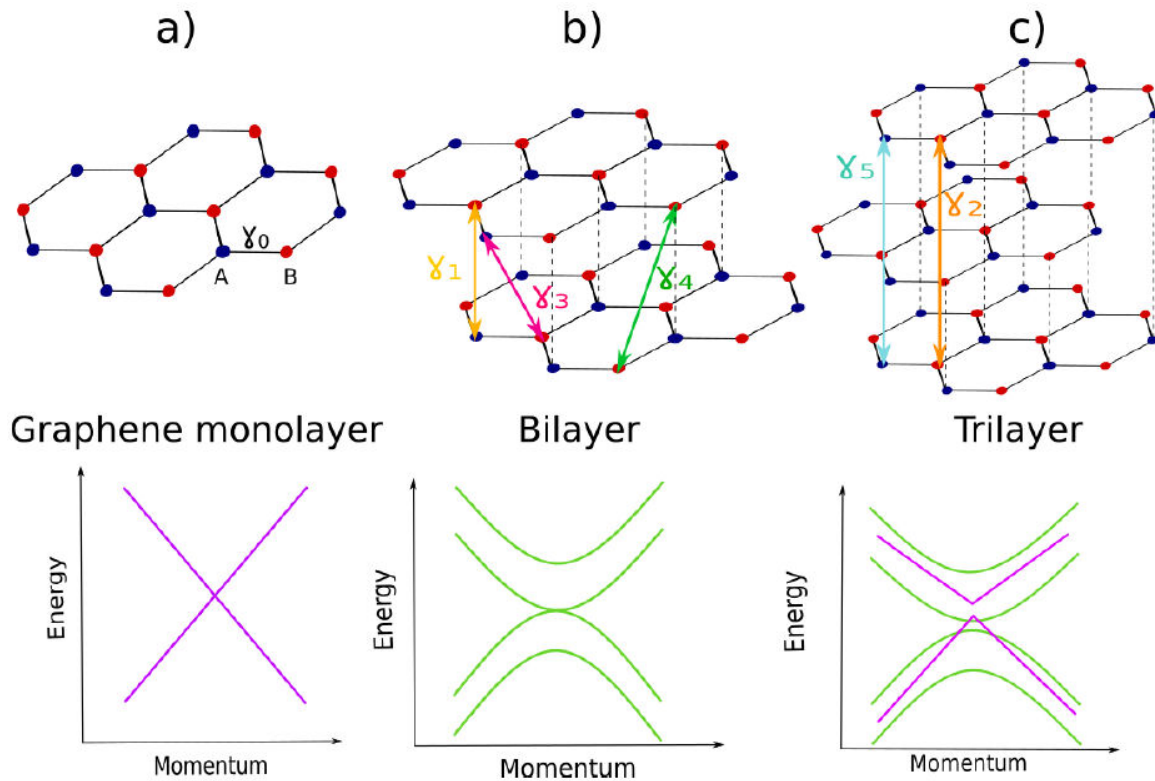 a)
b)
c)
γ0
A
B
γ1
γ3
γ4
γ5
γ2
Graphene monolayer
Bilayer
Trilayer
Energy
Momentum
Energy
Momentum
Energy
Momentum